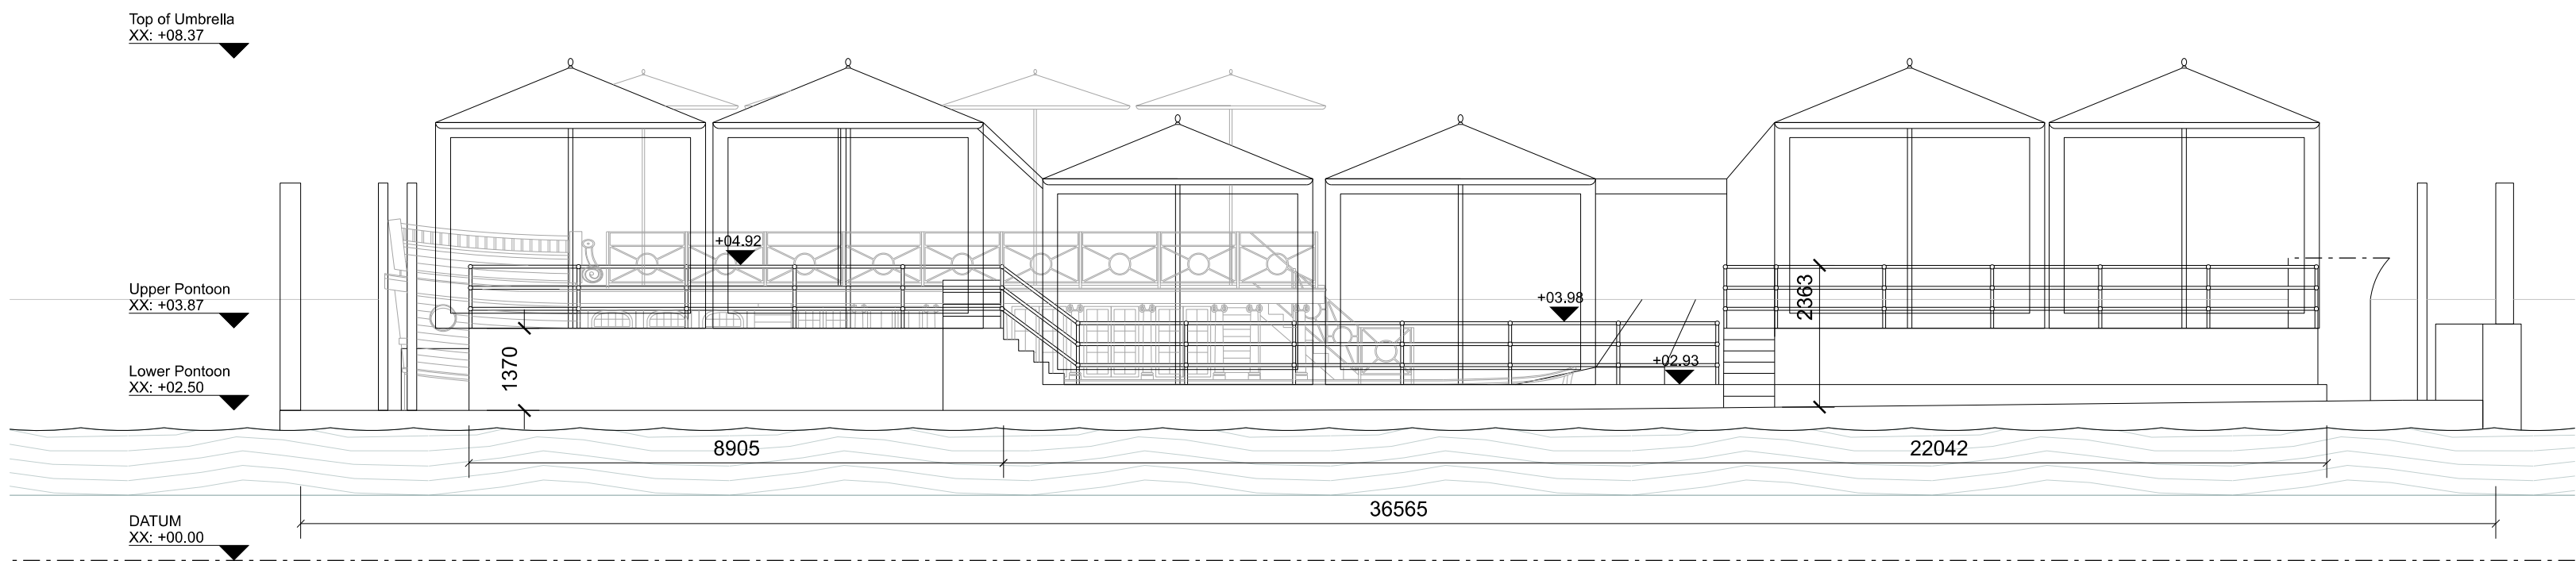 Top of Umbrella
XX: +08.37
+04.92
Upper Pontoon
XX: +03.87
+03.98
2363
Lower Pontoon
XX: +02.50
1370
+02.93
8905
22042
36565
DATUM
XX: +00.00